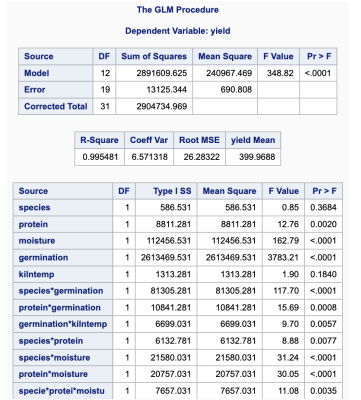 The GLM Procedure
Dependent Variable: yield
Source DF Sum of Squares Mean Square F Value Pr > F
Model 12 2891609.625 240967.469 348.82 <.0001
Error 19 13125.344 690.808
Corrected Total 31 2904734.969
R-Square Coeff Var Root MSE yield Mean
0.995481 6.571318 26.28322 399.9688
Source DF Type I SS Mean Square F Value Pr > F
species 1 586.531 586.531 0.85 0.3684
protein 1 8811.281 8811.281 12.76 0.0020
moisture 1 112456.531 112456.531 162.79 <.0001
germination 1 2613469.531 2613469.531 3783.21 <.0001
kilntemp 1 1313.281 1313.281 1.90 0.1840
species*germination 1 81305.281 81305.281 117.70 <.0001
protein*germination 1 10841.281 10841.281 15.69 0.0008
germination*kilntemp 1 6699.031 6699.031 9.70 0.0057
species*protein 1 6132.781 6132.781 8.88 0.0077
species*moisture 1 21580.031 21580.031 31.24 <.0001
protein*moisture 1 20757.031 20757.031 30.05 <.0001
specie*protei*moistu 1 7657.031 7657.031 11.08 0.0035